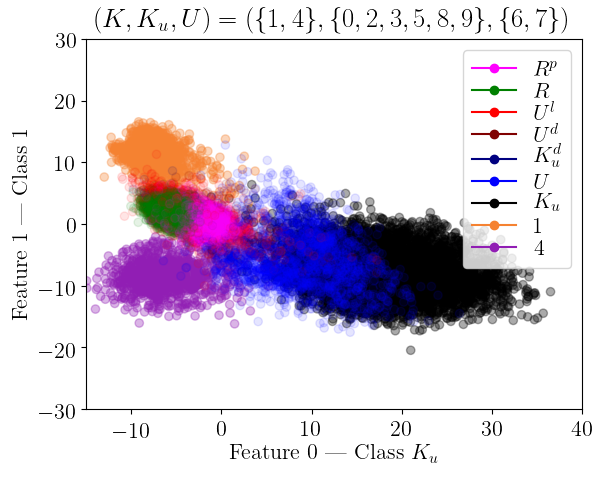 (K, K_u, U) = ({1, 4}, {0, 2, 3, 5, 8, 9}, {6, 7})
30
20
10
0
−10
−20
−30
−10
0
10
20
30
40
Feature 1 — Class 1
Feature 0 — Class K_u
R^p
R
U^l
U^d
K_u^d
U
K_u
1
4